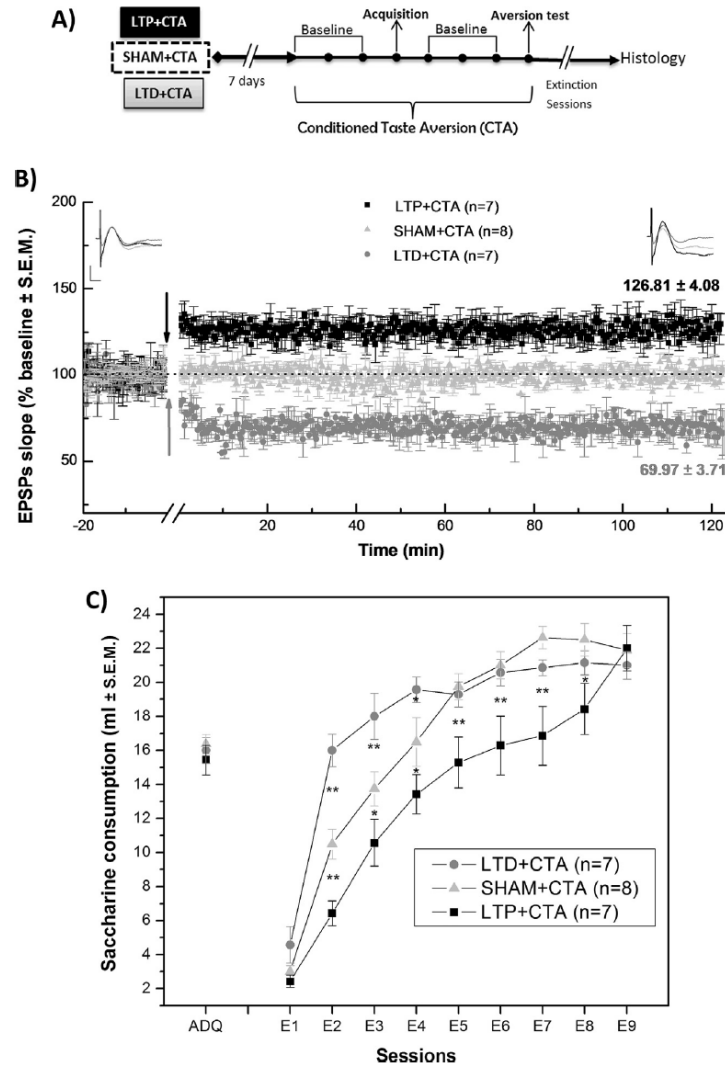 A)
LTP+CTA
SHAM+CTA
LTD+CTA
7 days
Baseline
Acquisition
Baseline
Aversion test
Histology
Extinction
Sessions
Conditioned Taste Aversion (CTA)
B)
EPSPs slope (% baseline ± S.E.M.)
200
150
100
50
LTP+CTA (n=7)
SHAM+CTA (n=8)
LTD+CTA (n=7)
126.81 ± 4.08
69.97 ± 3.71
-20
20
40
60
80
100
120
Time (min)
C)
Saccharine consumption (ml ± S.E.M.)
24
22
20
18
16
14
12
10
8
6
4
2
**
**
**
*
*
*
**
**
**
*
LTD+CTA (n=7)
SHAM+CTA (n=8)
LTP+CTA (n=7)
ADQ
E1
E2
E3
E4
E5
E6
E7
E8
E9
Sessions